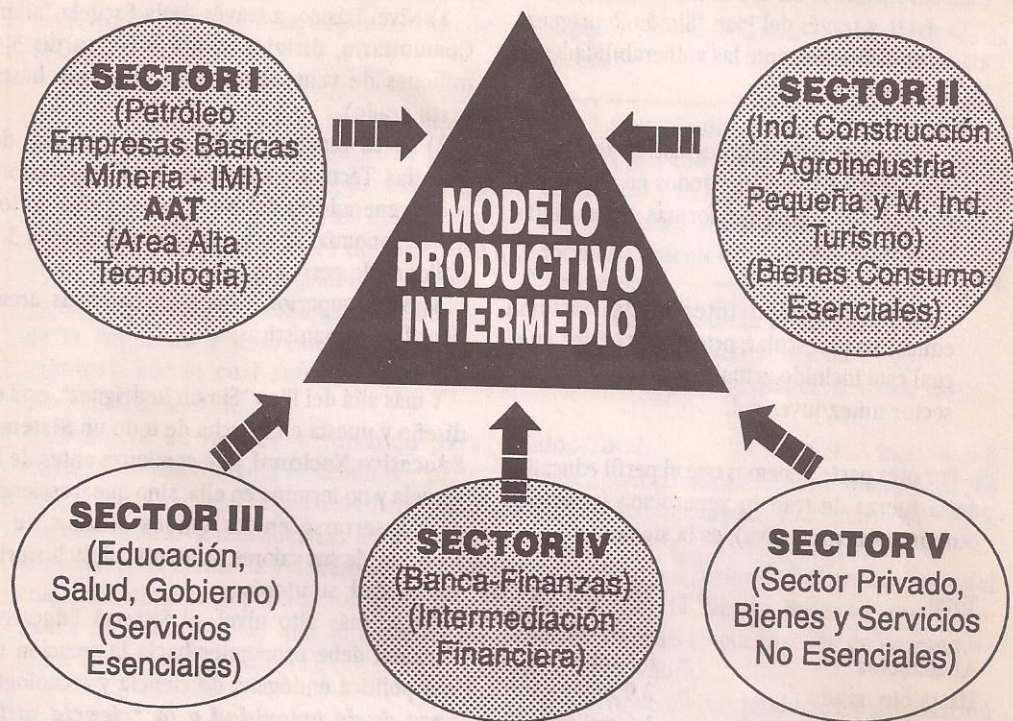 SECTOR I
(Petróleo
Empresas Básicas
Mineria - IMI)
AAT
(Area Alta
Tecnología)
MODELO
PRODUCTIVO
INTERMEDIO
SECTOR II
(Ind. Construcción
Agroindustria
Pequeña y M. Ind.
Turismo)
(Bienes Consumo
Esenciales)
SECTOR III
(Educación,
Salud, Gobierno)
(Servicios
Esenciales)
SECTOR IV
(Banca-Finanzas)
(Intermediación
Financiera)
SECTOR V
(Sector Privado,
Bienes y Servicios
No Esenciales)